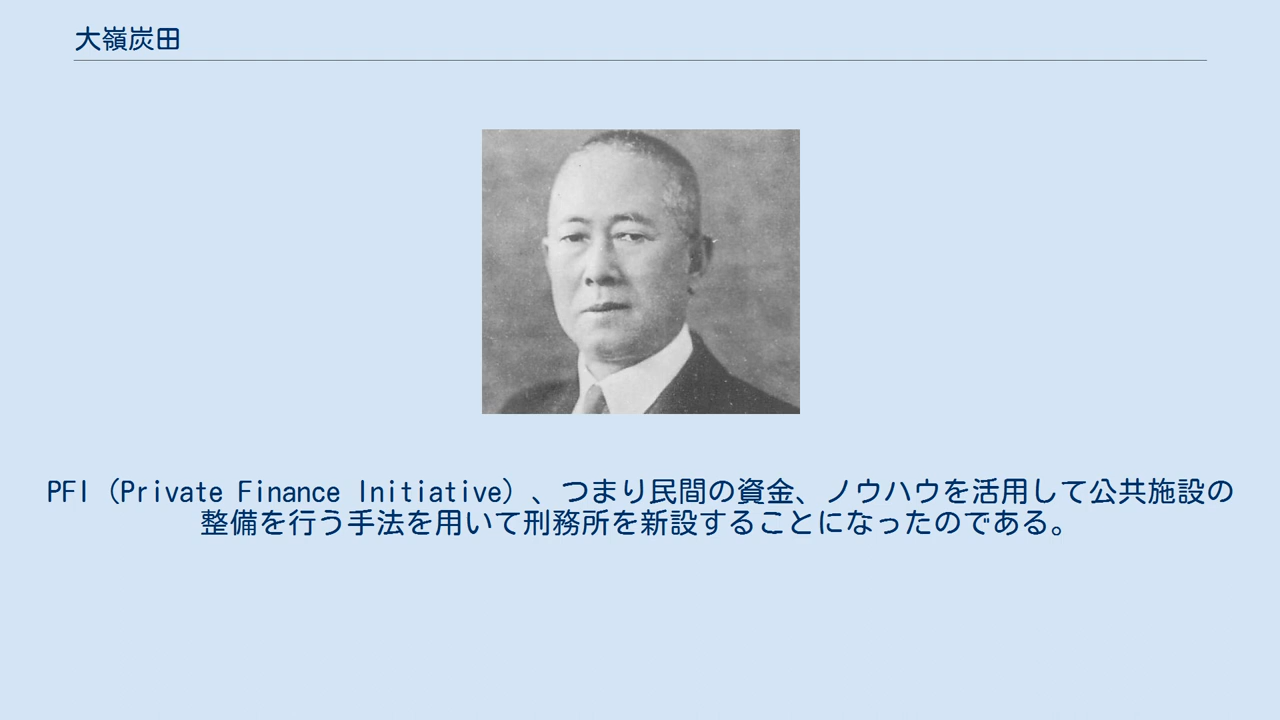 大嶺炭田
PFI（Private Finance Initiative）、つまり民間の資金、ノウハウを活用して公共施設の
整備を行う手法を用いて刑務所を新設することになったのである。